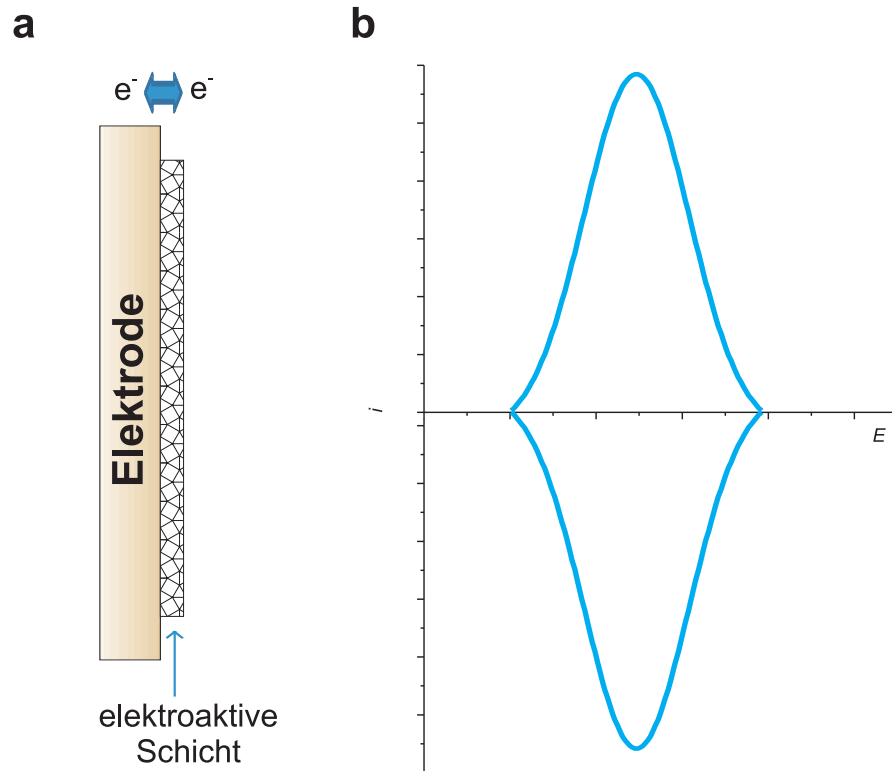 a
b
e- e-
Elektrode
i
E
elektroaktive
Schicht